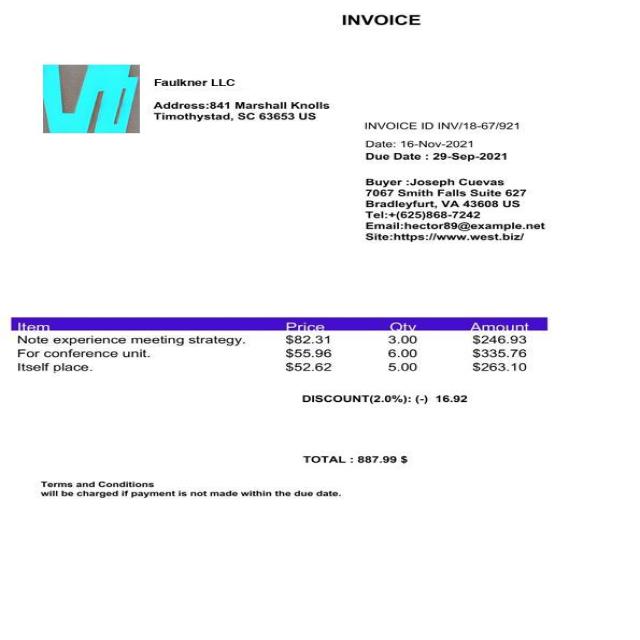 INVOICE
Faulkner LLC
Address:841 Marshall Knolls
Timothystad, SC 63653 US
INVOICE ID INV/18-67/921
Date: 16-Nov-2021
Due Date : 29-Sep-2021
Buyer :Joseph Cuevas
7067 Smith Falls Suite 627
Bradleyfurt, VA 43608 US
Tel:+(625)868-7242
Email:hector89@example.net
Site:https://www.west.biz/
Item Price Qty Amount
Note experience meeting strategy. $82.31 3.00 $246.93
For conference unit. $55.96 6.00 $335.76
Itself place. $52.62 5.00 $263.10
DISCOUNT(2.0%): (-) 16.92
TOTAL : 887.99 $
Terms and Conditions
will be charged if payment is not made within the due date.